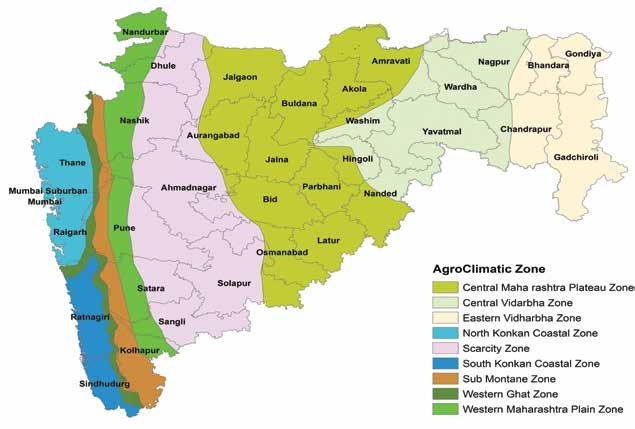 Nandurbar
Dhule
Jalgaon
Amravati
Nagpur
Gondiya
Bhandara
Buldana
Akola
Wardha
Nashik
Aurangabad
Washim
Yavatmal
Chandrapur
Thane
Jalna
Hingoli
Gadchiroli
Ahmadnagar
Parbhani
Nanded
Mumbai Suburban
Mumbai
Bid
Raigarh
Pune
Latur
Osmanabad
Satara
Solapur
Ratnagiri
Sangli
Kolhapur
Sindhudurg
AgroClimatic Zone
Central Maha rashtra Plateau Zone
Central Vidarbha Zone
Eastern Vidharbha Zone
North Konkan Coastal Zone
Scarcity Zone
South Konkan Coastal Zone
Sub Montane Zone
Western Ghat Zone
Western Maharashtra Plain Zone